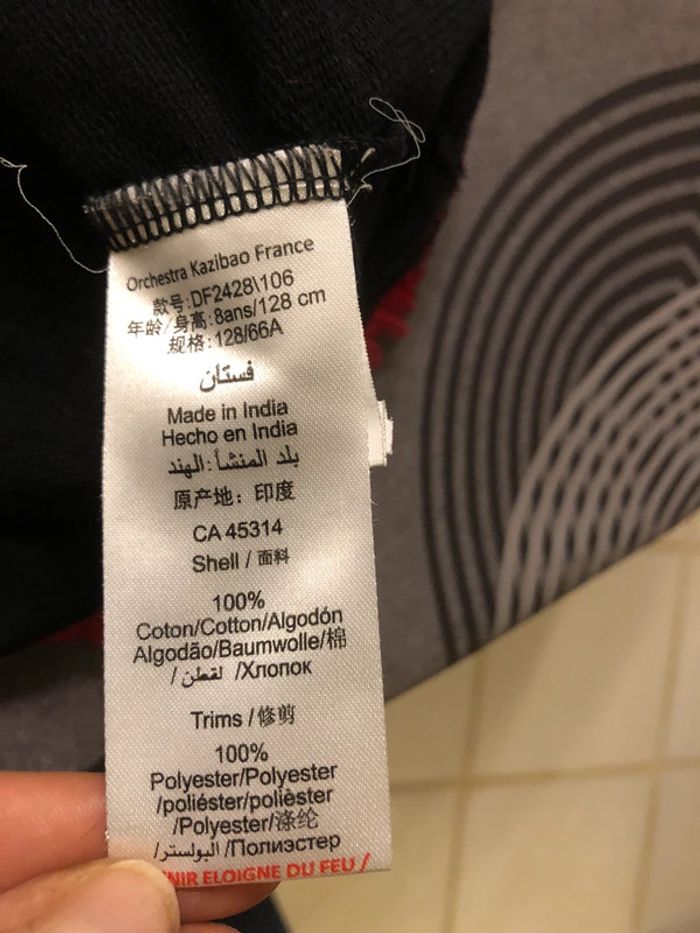 Orchestra Kazibao France
款号:DF2428\106
年龄/身高:8ans/128 cm
规格:128/66A
فستان
Made in India
Hecho en India
بلد المنشأ:الهند
原产地：印度
CA 45314
Shell / 面料
100%
Coton/Cotton/Algodón
Algodão/Baumwolle/棉
/ لقطن /Хлопок
Trims /修剪
100%
Polyester/Polyester
/poliéster/polièster
/Polyester/涤纶
/البولستر /Полиэстер
NIR ELOIGNE DU FEU /